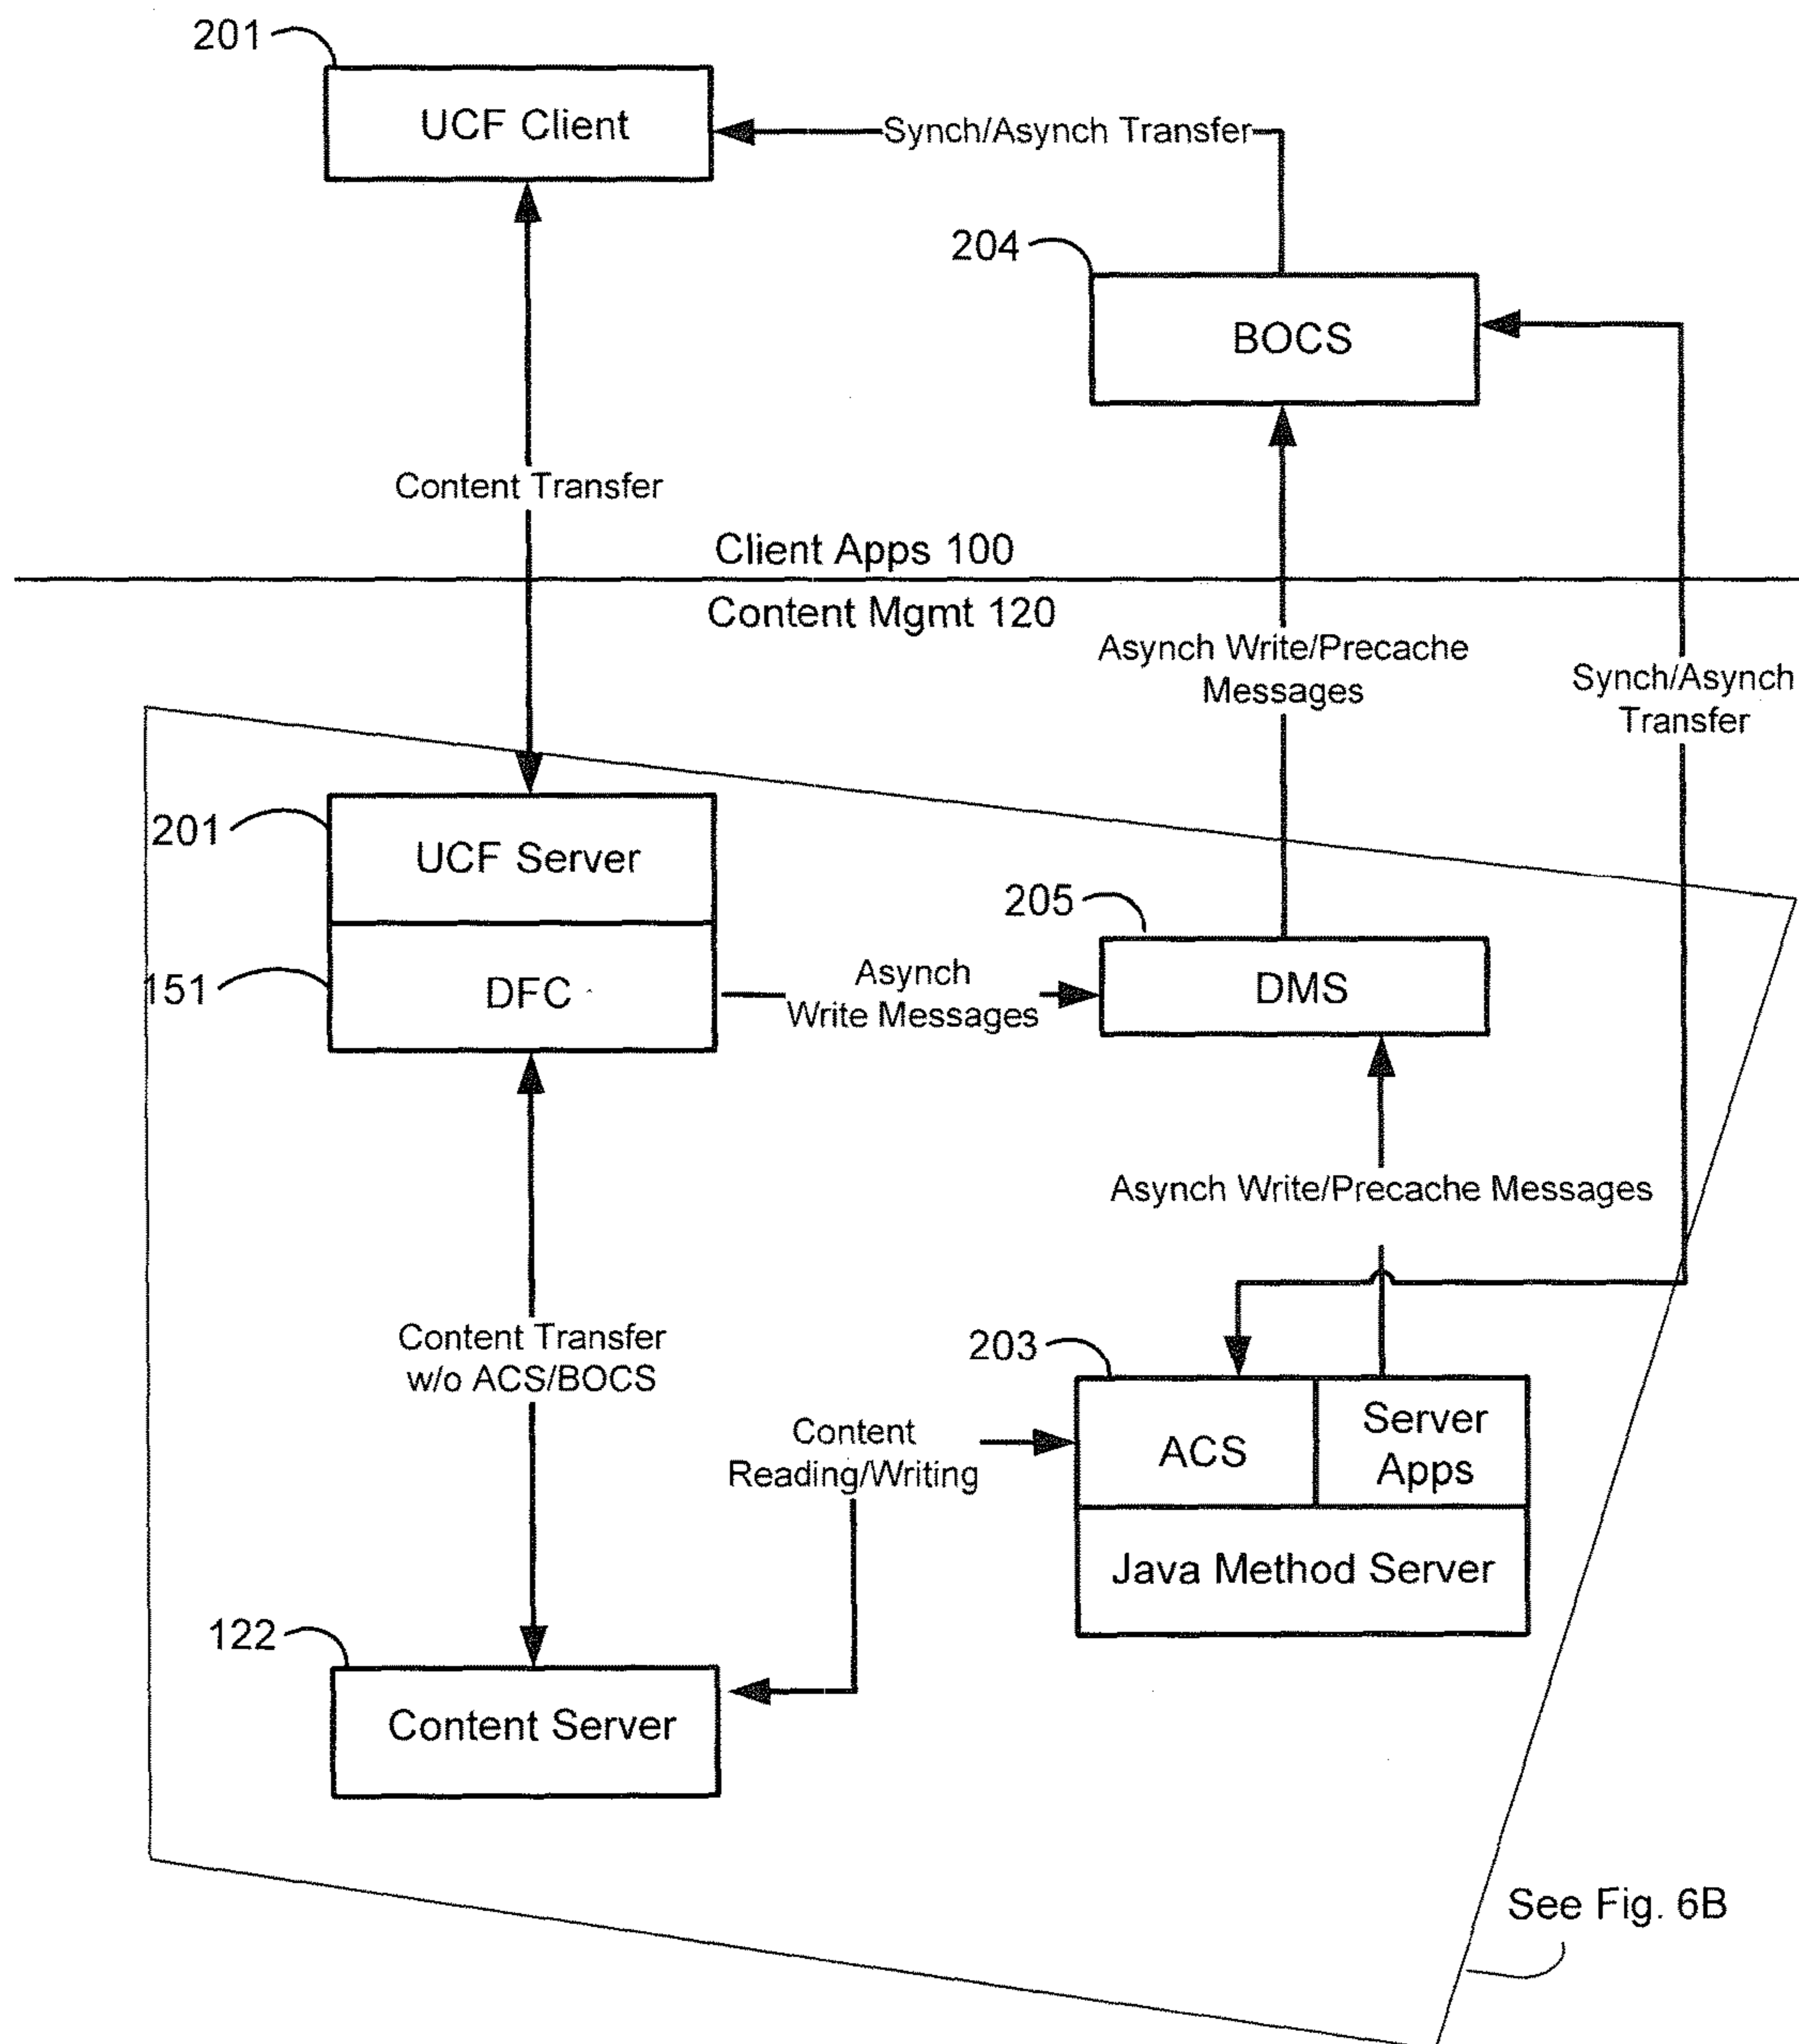 201
UCF Client
Synch/Asynch Transfer
204
BOCS
Content Transfer
Client Apps 100
Content Mgmt 120
Asynch Write/Precache
Messages
Synch/Asynch
Transfer
201
UCF Server
205
151
DFC
Asynch
Write Messages
DMS
Asynch Write/Precache Messages
Content Transfer
w/o ACS/BOCS
203
Content
Reading/Writing
ACS
Server
Apps
Java Method Server
122
Content Server
See Fig. 6B